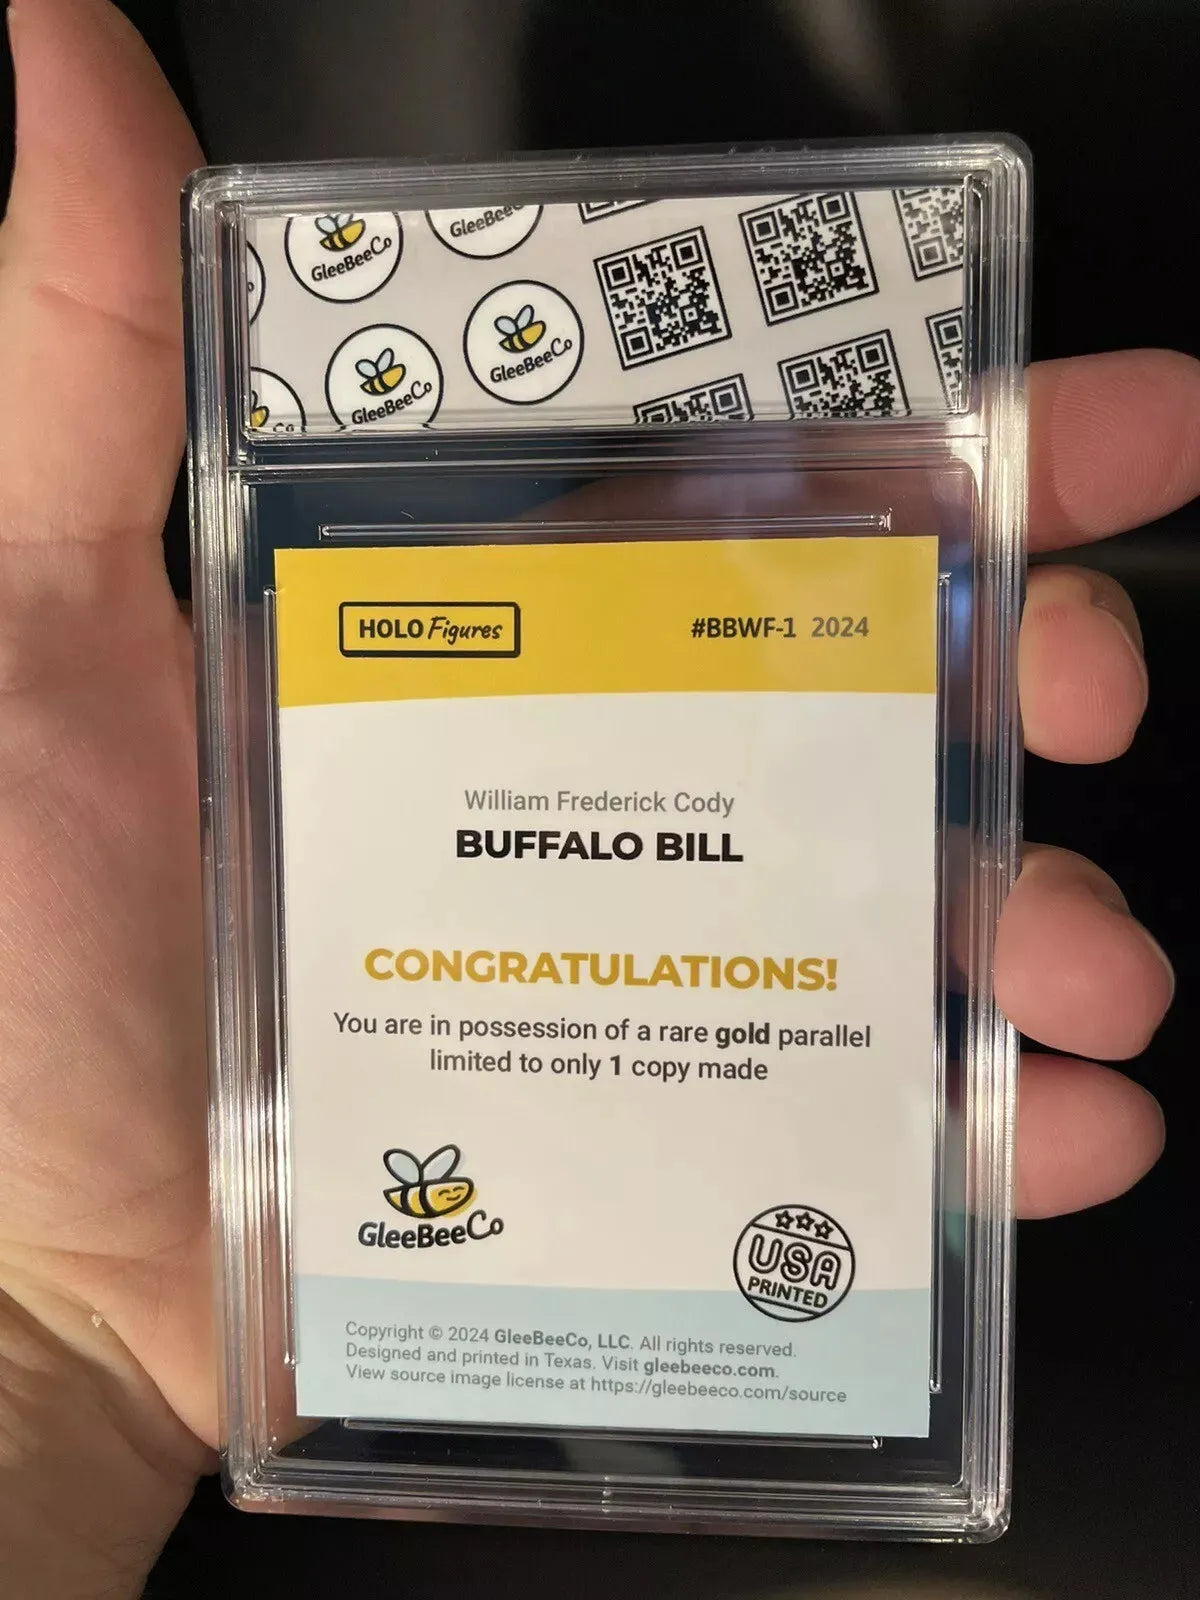 GleeBeeCo
GleeBeeCo
GleeBeeCo
GleeBeeCo
HOLO Figures
#BBWF-1 2024
William Frederick Cody
BUFFALO BILL
CONGRATULATIONS!
You are in possession of a rare gold parallel
limited to only 1 copy made
GleeBeeCo
USA
PRINTED
Copyright © 2024 GleeBeeCo, LLC. All rights reserved.
Designed and printed in Texas. Visit gleebeeco.com.
View source image license at https://gleebeeco.com/source